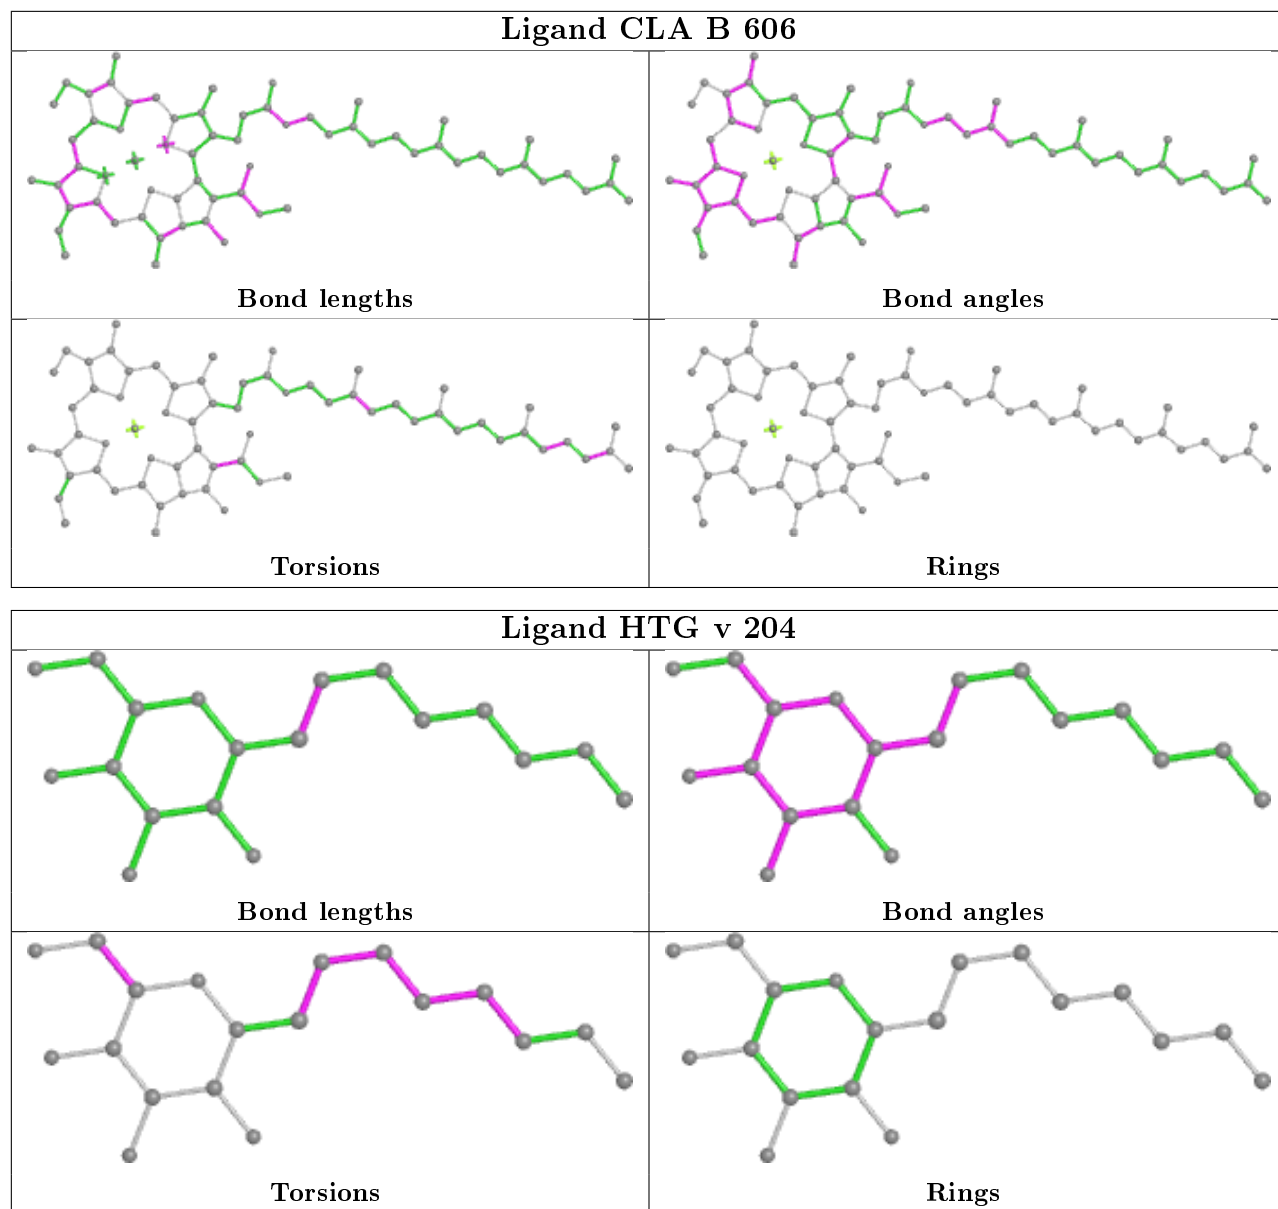 Ligand CLA B 606
Bond lengths
Bond angles
Torsions
Rings
Ligand HTG v 204
Bond lengths
Bond angles
Torsions
Rings